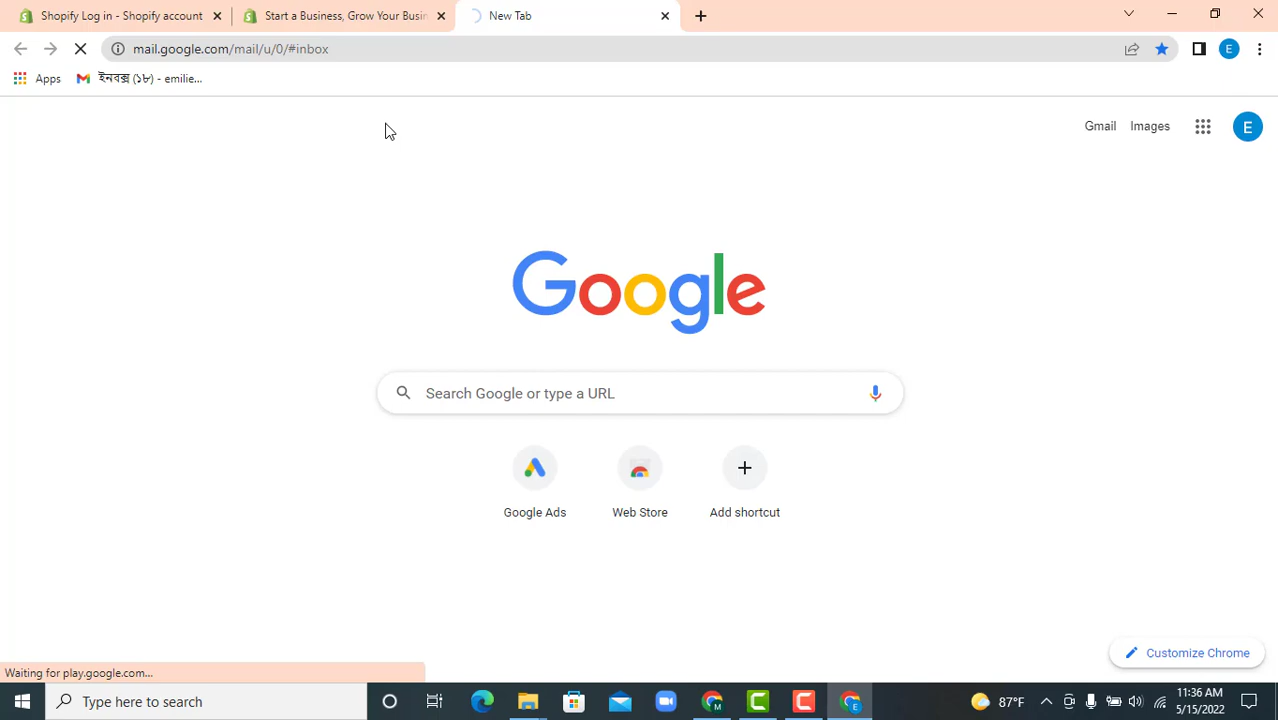 Shopify Log in - Shopify account
Start a Business, Grow Your Busin
New Tab
mail.google.com/mail/u/0/#inbox
E
Apps
ইনবক্স (১৮) - emilie...
Gmail
Images
E
Google
Search Google or type a URL
Google Ads
Web Store
Add shortcut
Customize Chrome
Waiting for play.google.com...
Type here to search
87°F
11:36 AM
5/15/2022